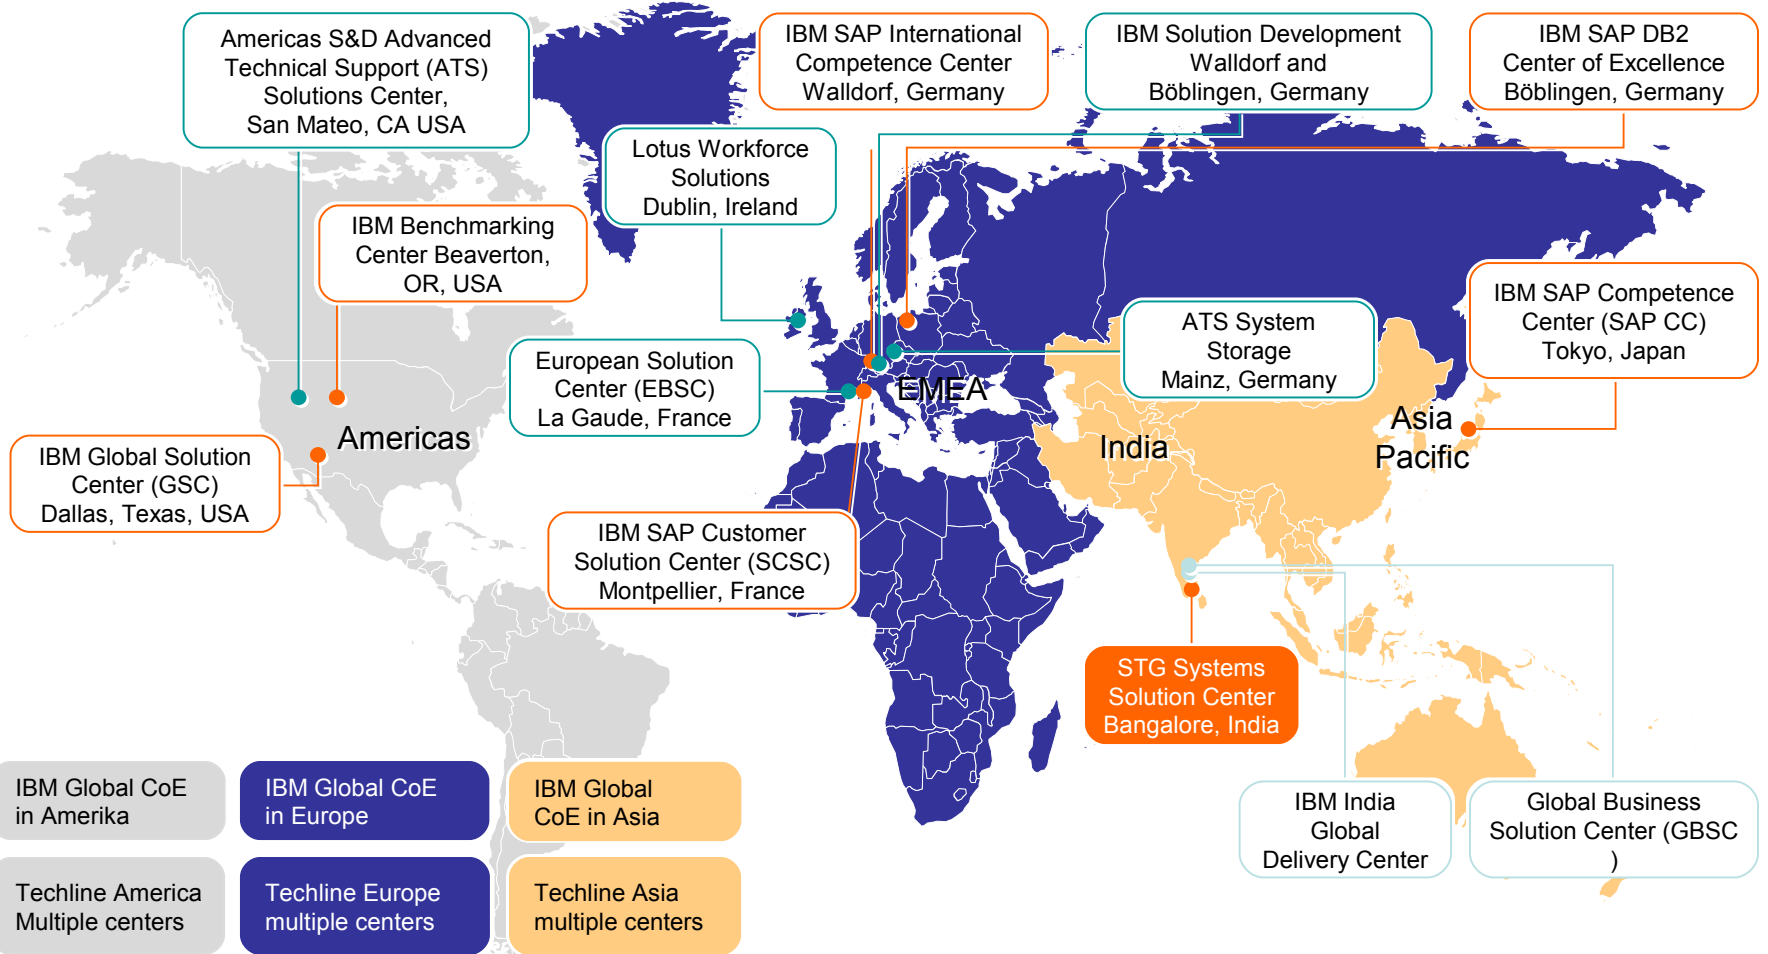 Americas S&D Advanced
Technical Support (ATS)
Solutions Center,
San Mateo, CA USA
IBM SAP International
Competence Center
Walldorf, Germany
IBM Solution Development
Walldorf and
Böblingen, Germany
IBM SAP DB2
Center of Excellence
Böblingen, Germany
Lotus Workforce
Solutions
Dublin, Ireland
IBM Benchmarking
Center Beaverton,
OR, USA
IBM SAP Competence
Center (SAP CC)
Tokyo, Japan
ATS System
Storage
Mainz, Germany
European Solution
Center (EBSC)
La Gaude, France
EMEA
Americas
India
Asia
Pacific
IBM Global Solution
Center (GSC)
Dallas, Texas, USA
IBM SAP Customer
Solution Center (SCSC)
Montpellier, France
STG Systems
Solution Center
Bangalore, India
IBM Global CoE
in Amerika
IBM Global CoE
in Europe
IBM Global
CoE in Asia
IBM India
Global
Delivery Center
Global Business
Solution Center (GBSC
)
Techline America
Multiple centers
Techline Europe
multiple centers
Techline Asia
multiple centers